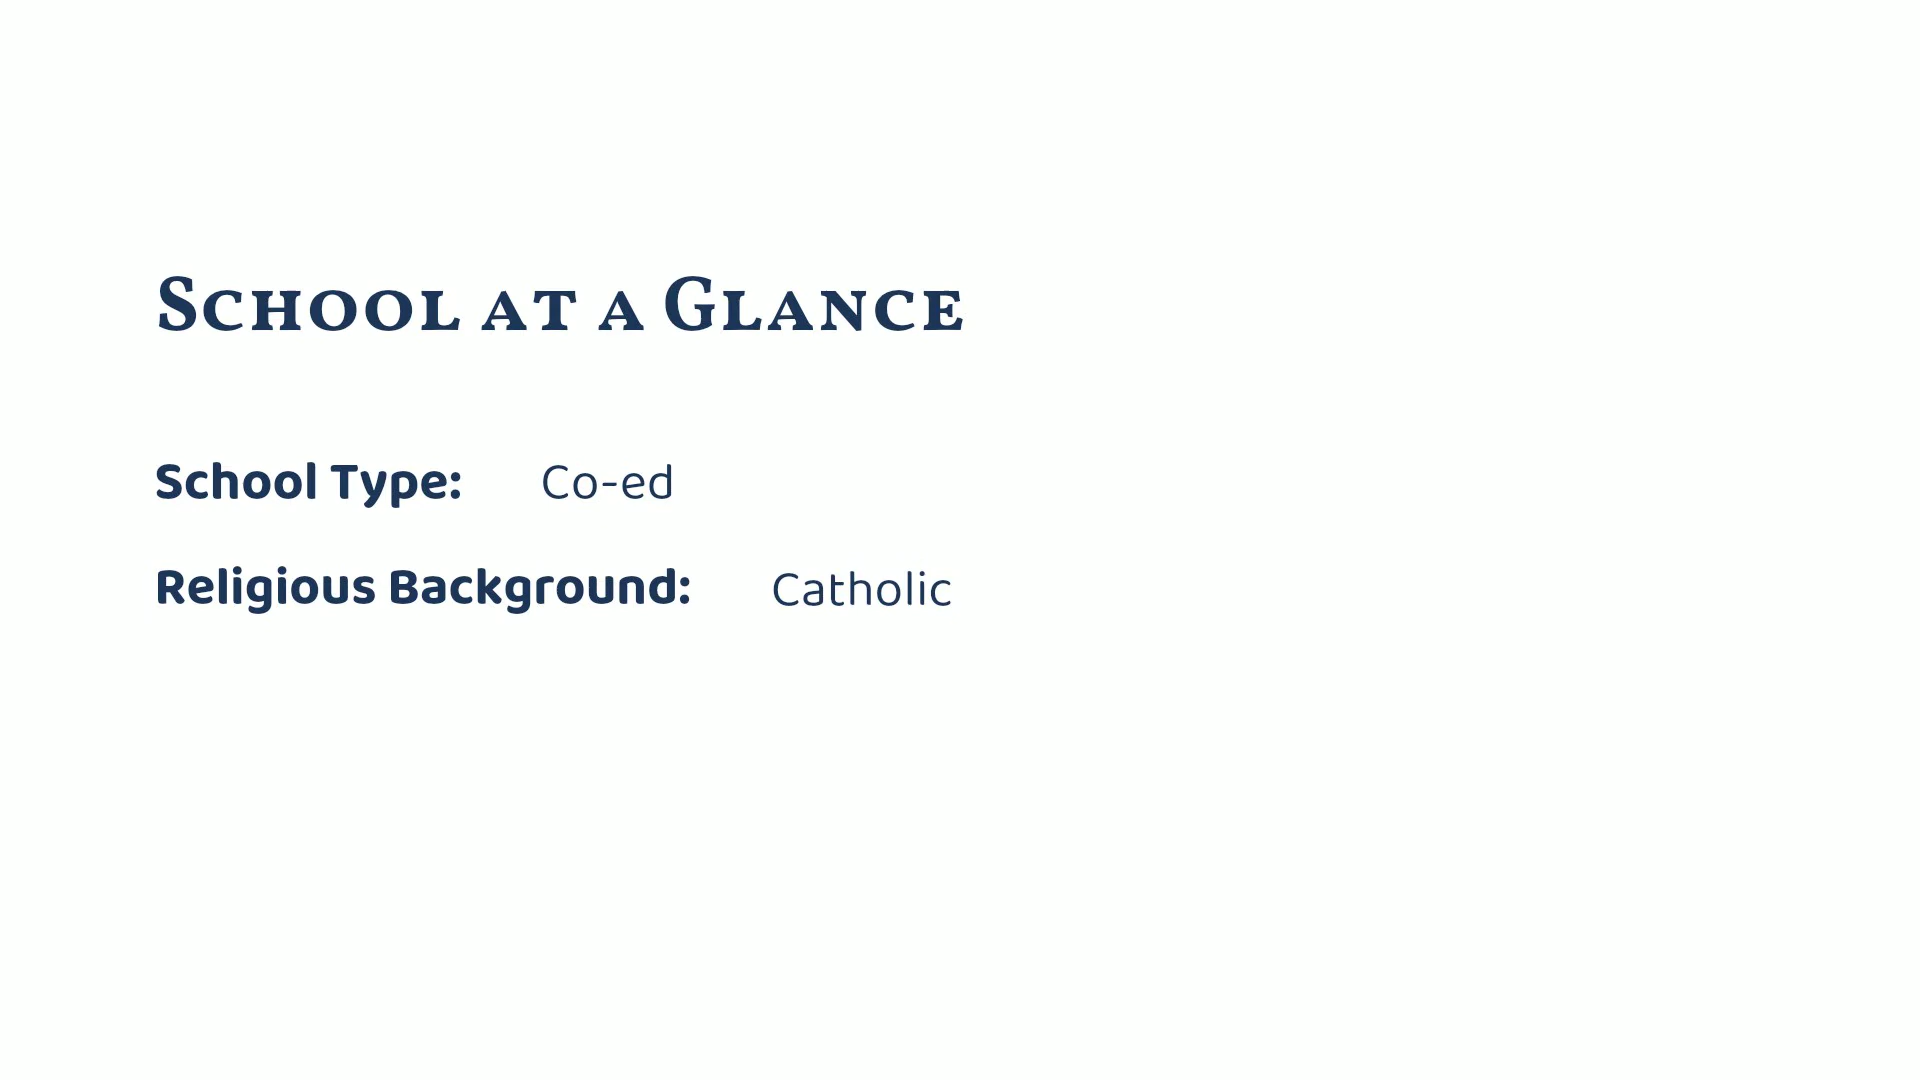 School at a Glance
School Type: Co-ed
Religious Background: Catholic